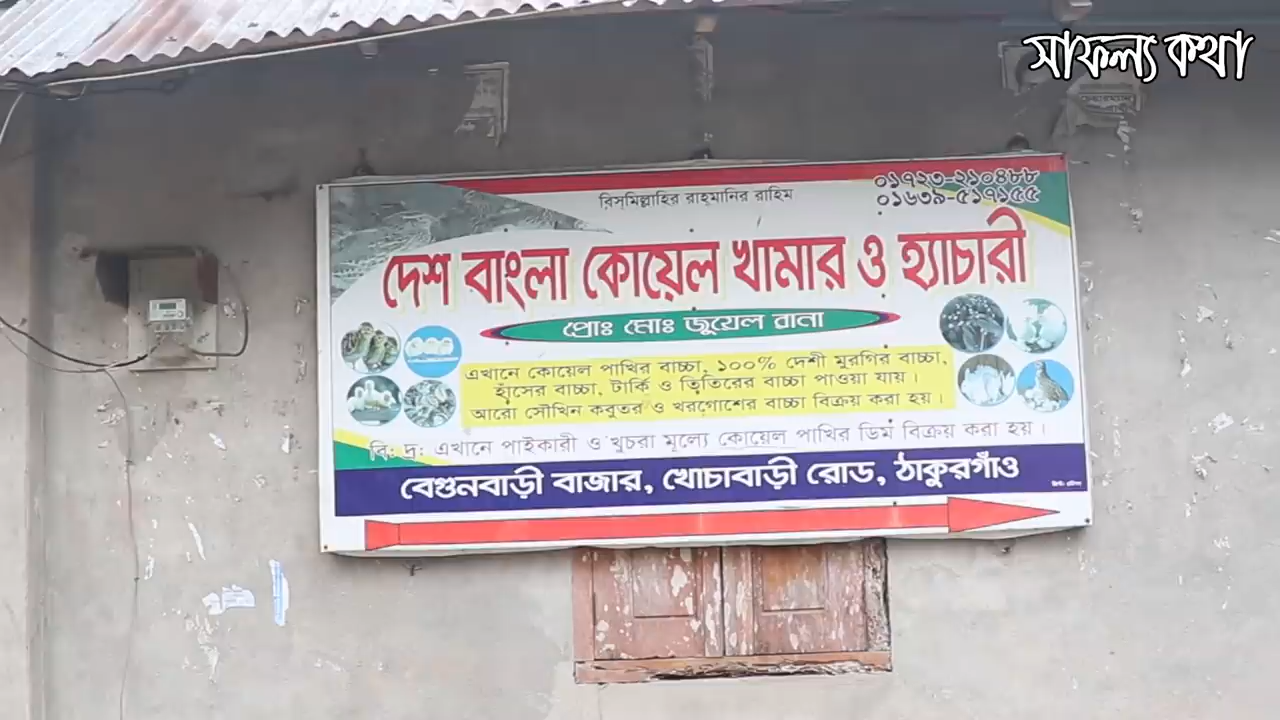 সাফল্য কথা
বিসমিল্লাহির রাহমানির রাহিম
০১৭২৩-২১০৪৮৮
০১৬৩৯-৫১৭১৫৫
দেশ বাংলা কোয়েল খামার ও হ্যাচারী
প্রোঃ মোঃ জুয়েল রানা
এখানে কোয়েল পাখির বাচ্চা, ১০০% দেশী মুরগির বাচ্চা,
হাঁসের বাচ্চা, টার্কি ও তিতিরের বাচ্চা পাওয়া যায়।
আরো সৌখিন কবুতর ও খরগোশের বাচ্চা বিক্রয় করা হয়।
বি: দ্র: এখানে পাইকারী ও খুচরা মূল্যে কোয়েল পাখির ডিম বিক্রয় করা হয়।
বেগুনবাড়ী বাজার, খোচাবাড়ী রোড, ঠাকুরগাঁও